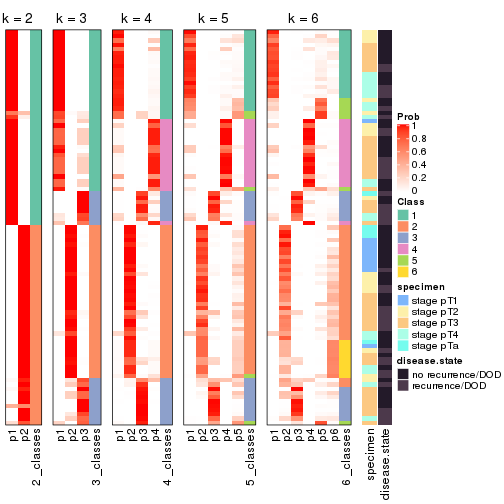 k = 2
k = 3
k = 4
k = 5
k = 6
Prob
1
0.8
0.6
0.4
0.2
0
Class
1
2
3
4
5
6
specimen
stage pT1
stage pT2
stage pT3
stage pT4
stage pTa
disease.state
no recurrence/DOD
recurrence/DOD
p1
p2
2_classes
p1
p2
p3
3_classes
p1
p2
p3
p4
4_classes
p1
p2
p3
p4
p5
5_classes
p1
p2
p3
p4
p5
p6
6_classes
specimen
disease.state